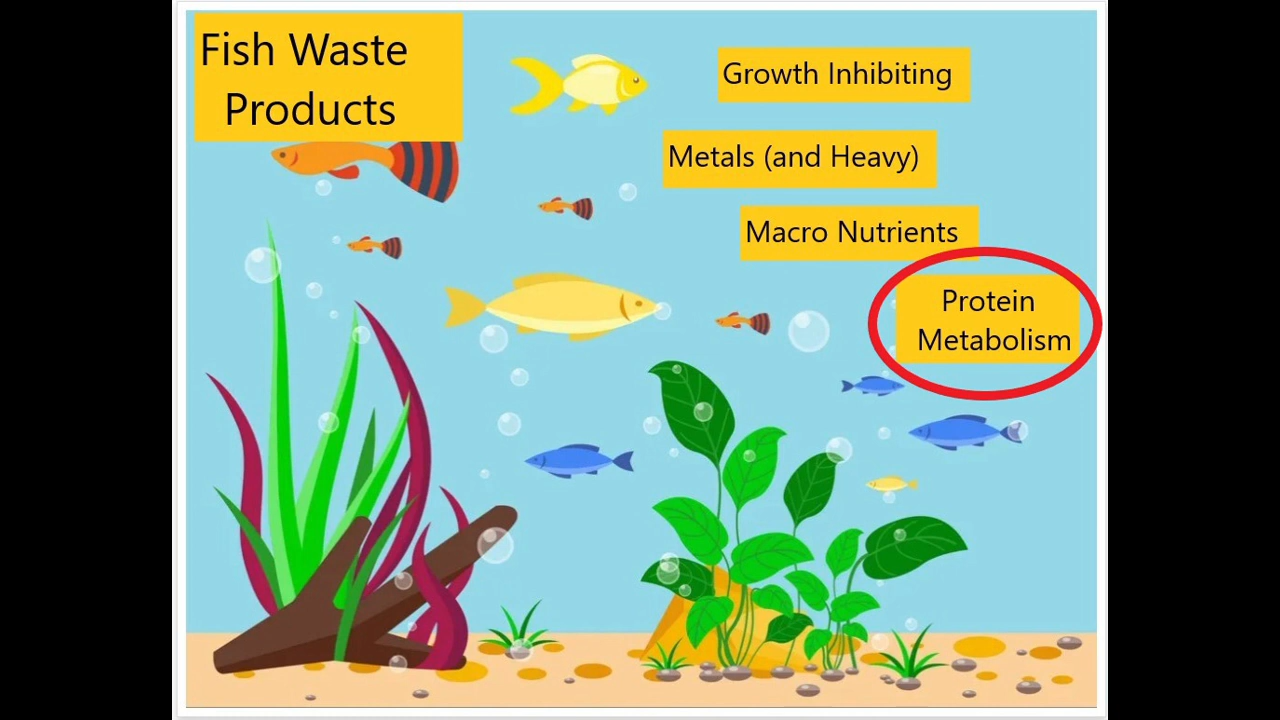 Fish Waste
Products
Growth Inhibiting
Metals (and Heavy)
Macro Nutrients
Protein
Metabolism